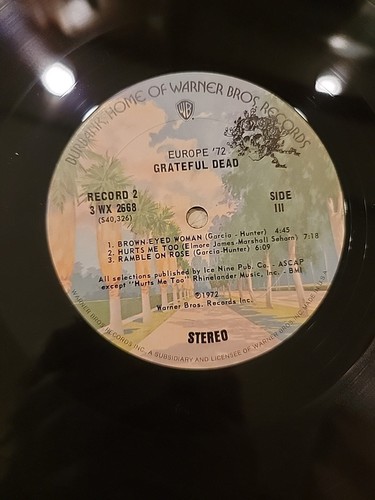 BURBANK, HOME OF WARNER BROS. RECORDS
WB
EUROPE '72
GRATEFUL DEAD
RECORD 2
3 WX 2668
(S40,326)
SIDE
III
1. BROWN-EYED WOMAN (Garcia - Hunter) 4:45
2. HURTS ME TOO (Elmore James-Marshall Sehorn) 7:18
3. RAMBLE ON ROSE (Garcia-Hunter) 6:09
All selections published by Ice Nine Pub. Co. - ASCAP
except "Hurts Me Too" Rhinelander Music, Inc. - BMI
℗1972
Warner Bros. Records Inc.
STEREO
WARNER BROS. RECORDS INC., A SUBSIDIARY AND LICENSEE OF WARNER BROS. INC.